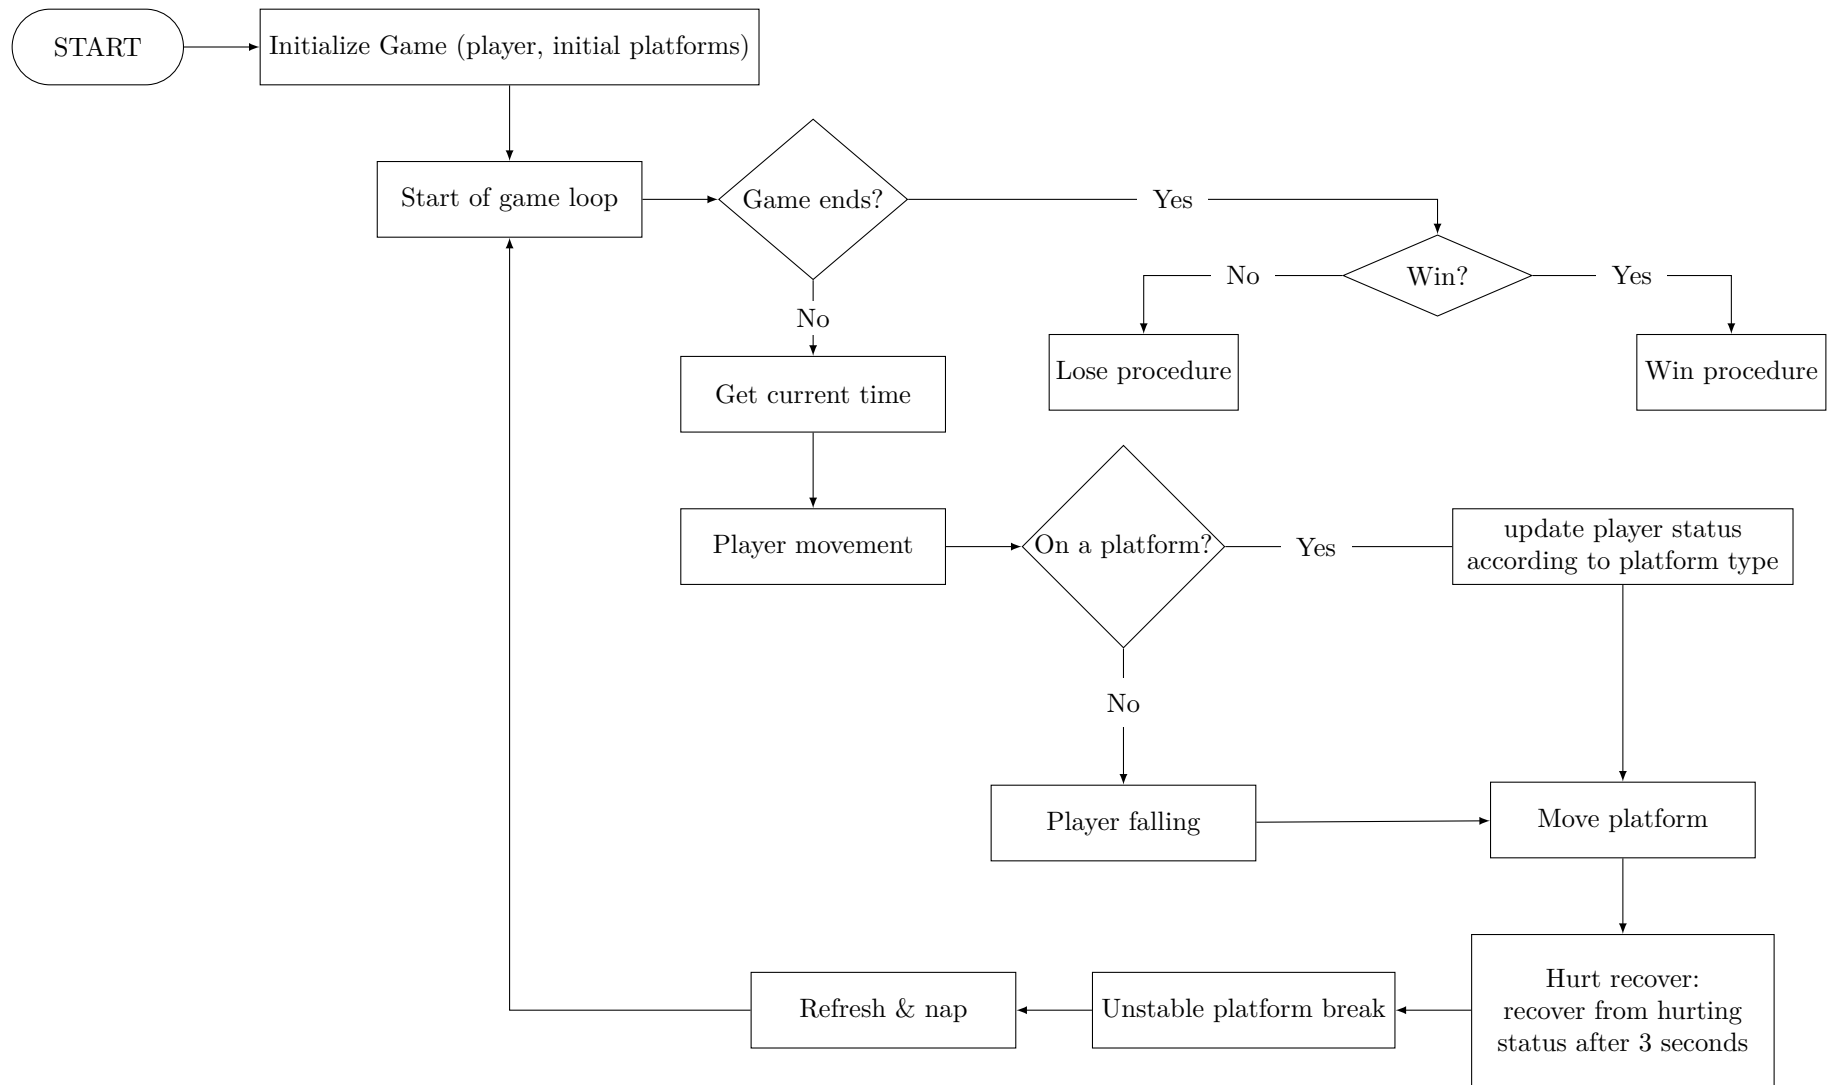 START
Initialize Game (player, initial platforms)
Start of game loop
Game ends?
Yes
No
Win?
Yes
No
Lose procedure
Win procedure
Get current time
Player movement
On a platform?
Yes
update player status
according to platform type
No
Player falling
Move platform
Hurt recover:
recover from hurting
status after 3 seconds
Unstable platform break
Refresh & nap